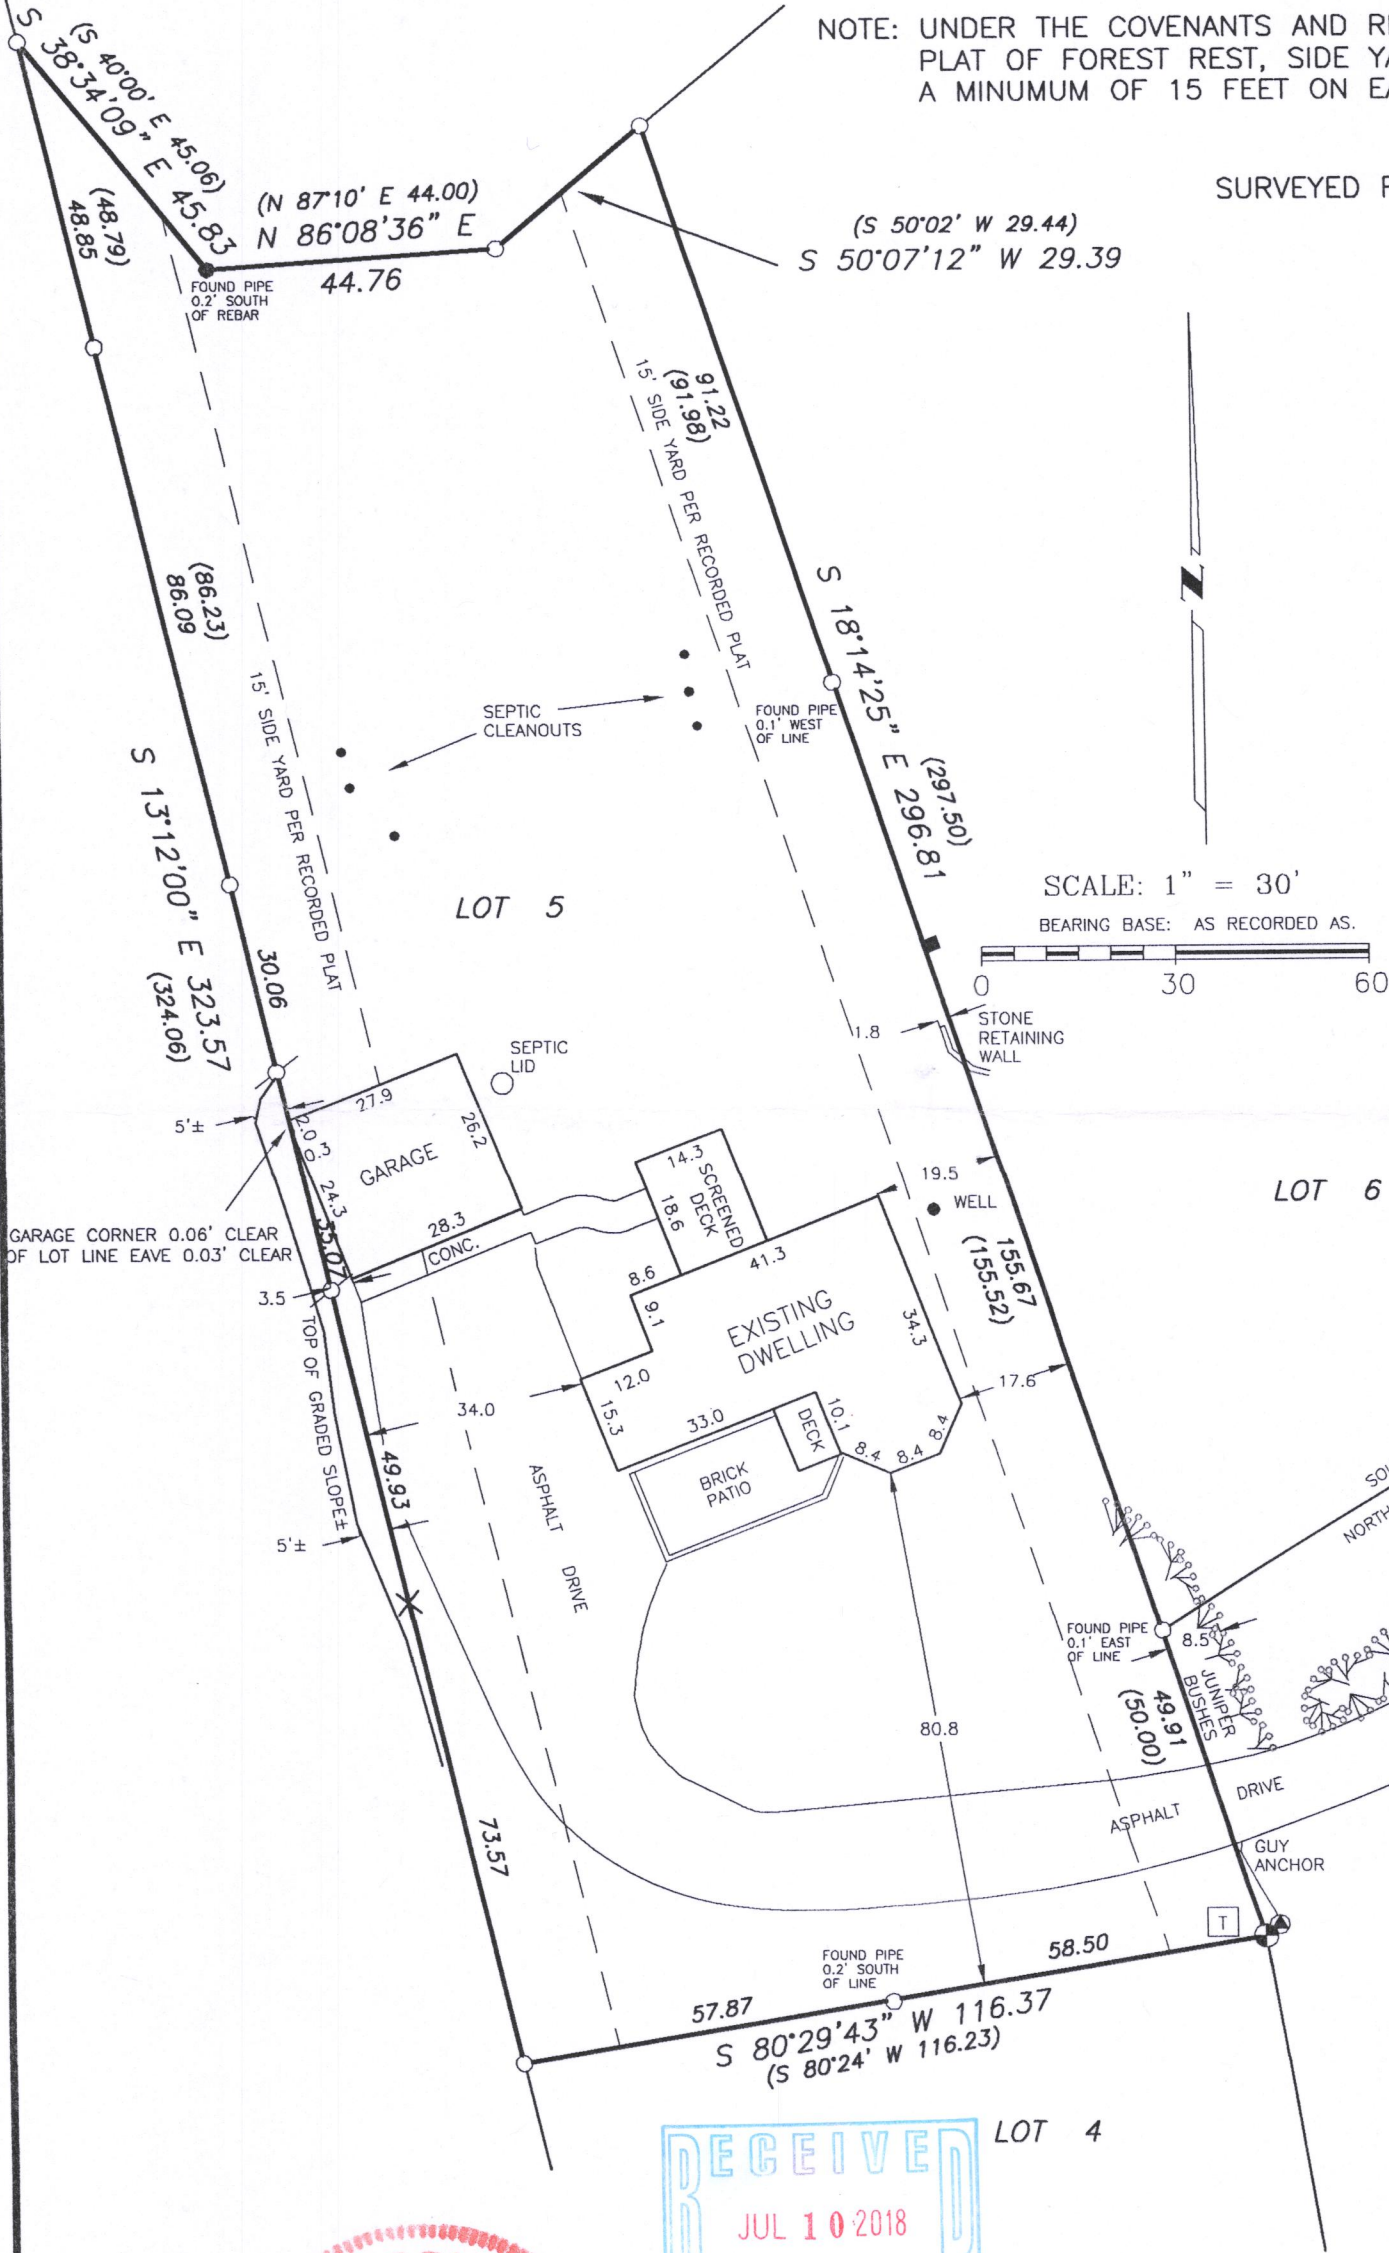 NOTE: UNDER THE COVENANTS AND
PLAT OF FOREST REST, SIDE
A MINUMUM OF 15 FEET ON
SURVEYED
S
(S 40°00' E 45.06)
S 38°34'09" E 45.83
(N 87°10' E 44.00)
N 86°08'36" E
44.76
(S 50°02' W 29.44)
S 50°07'12" W 29.39
FOUND PIPE
0.2' SOUTH
OF REBAR
(48.79)
48.85
91.22
(91.98)
15' SIDE YARD PER RECORDED PLAT
(86.23)
86.09
15' SIDE YARD PER RECORDED PLAT
S 18°14'25" E 296.81
(297.50)
Z
SEPTIC
CLEANOUTS
FOUND PIPE
0.1' WEST
OF LINE
S 13°12'00" E 323.57
(324.06)
LOT 5
SCALE: 1" = 30'
BEARING BASE: AS RECORDED AS.
0 30 60
30.06
STONE
RETAINING
WALL
1.8
SEPTIC
LID
5'±
27.9
2.0
0.3
26.2
GARAGE
24.3
28.3
CONC.
GARAGE CORNER 0.06' CLEAR
OF LOT LINE EAVE 0.03' CLEAR
35.07
3.5
14.3
SCREENED
DECK
18.6
41.3
19.5
WELL
LOT 6
155.67
(155.52)
8.6
9.1
EXISTING
DWELLING
34.3
12.0
15.3
34.0
33.0
DECK
10.1
8.4
8.4
8.4
17.6
TOP OF GRADED SLOPE±
49.93
BRICK
PATIO
ASPHALT DRIVE
5'±
NORTH
FOUND PIPE
0.1' EAST
OF LINE
8.5
JUNIPER
BUSHES
49.91
(50.00)
80.8
ASPHALT DRIVE
73.57
GUY
ANCHOR
T
FOUND PIPE
0.2' SOUTH
OF LINE
58.50
57.87
S 80°29'43" W 116.37
(S 80°24' W 116.23)
LOT 4
RECEIVED
JUL 10 2018